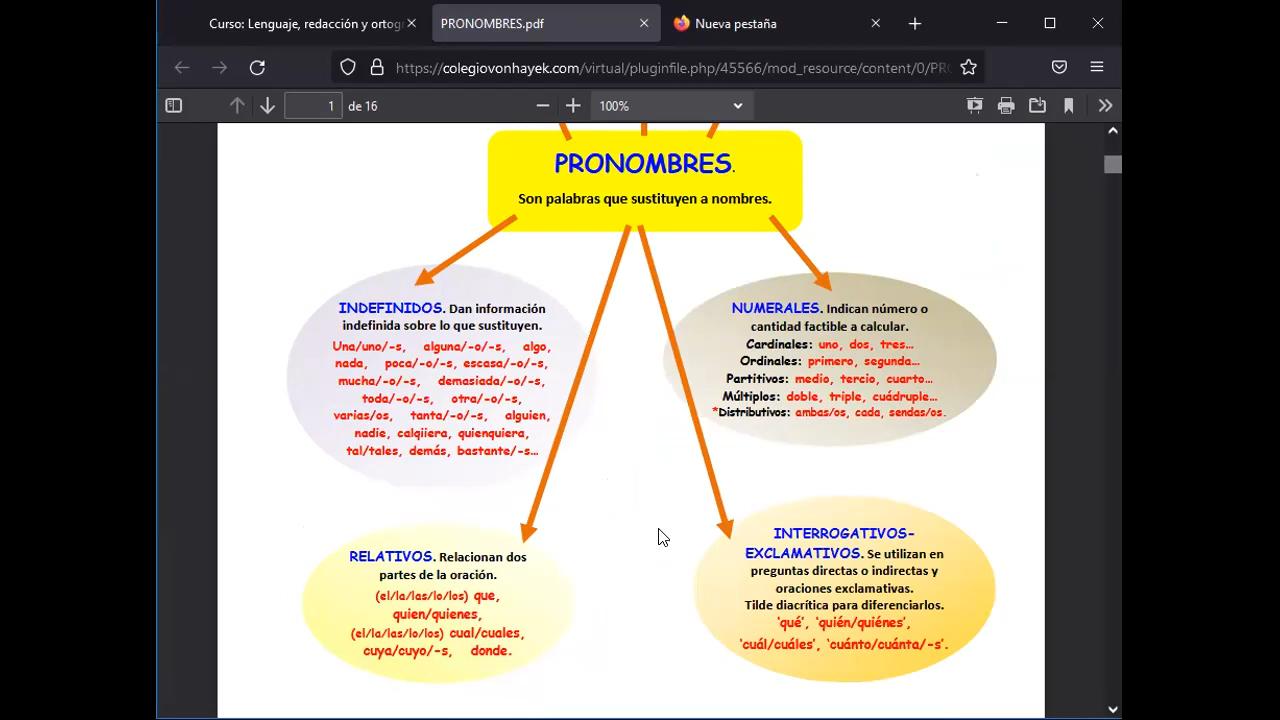 Curso: Lenguaje, redacción y ortog
PRONOMBRES.pdf
Nueva pestaña
https://colegiovonhayek.com/virtual/pluginfile.php/45566/mod_resource/content/0/PR
1 de 16
100%
PRONOMBRES.
Son palabras que sustituyen a nombres.
INDEFINIDOS. Dan información
indefinida sobre lo que sustituyen.
Una/uno/-s, alguna/-o/-s, algo,
nada, poca/-o/-s, escasa/-o/-s,
mucha/-o/-s, demasiada/-o/-s,
toda/-o/-s, otra/-o/-s,
varias/os, tanta/-o/-s, alguien,
nadie, calqiiera, quienquiera,
tal/tales, demás, bastante/-s...
NUMERALES. Indican número o
cantidad factible a calcular.
Cardinales: uno, dos, tres...
Ordinales: primero, segunda...
Partitivos: medio, tercio, cuarto...
Múltiplos: doble, triple, cuádruple...
*Distributivos: ambas/os, cada, sendas/os.
RELATIVOS. Relacionan dos
partes de la oración.
(el/la/las/lo/los) que,
quien/quienes,
(el/la/las/lo/los) cual/cuales,
cuya/cuyo/-s, donde.
INTERROGATIVOS-
EXCLAMATIVOS. Se utilizan en
preguntas directas o indirectas y
oraciones exclamativas.
Tilde diacrítica para diferenciarlos.
‘qué’, ‘quién/quiénes’,
‘cuál/cuáles’, ‘cuánto/cuánta/-s’.